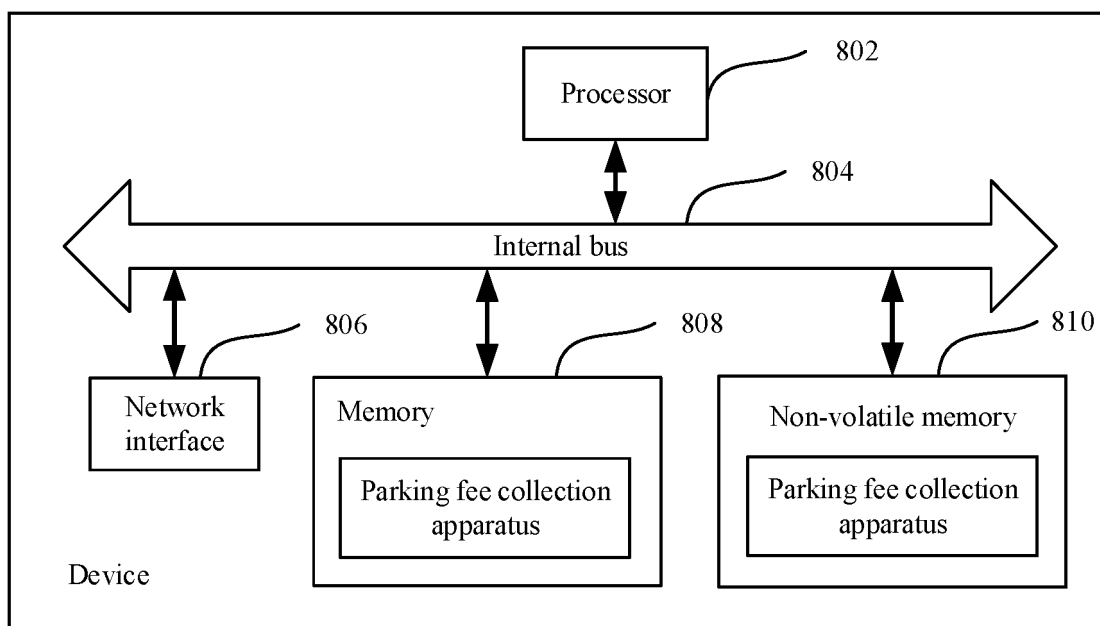 802
Processor
804
Internal bus
806
808
810
Network
interface
Memory
Non-volatile memory
Parking fee collection
apparatus
Parking fee collection
apparatus
Device